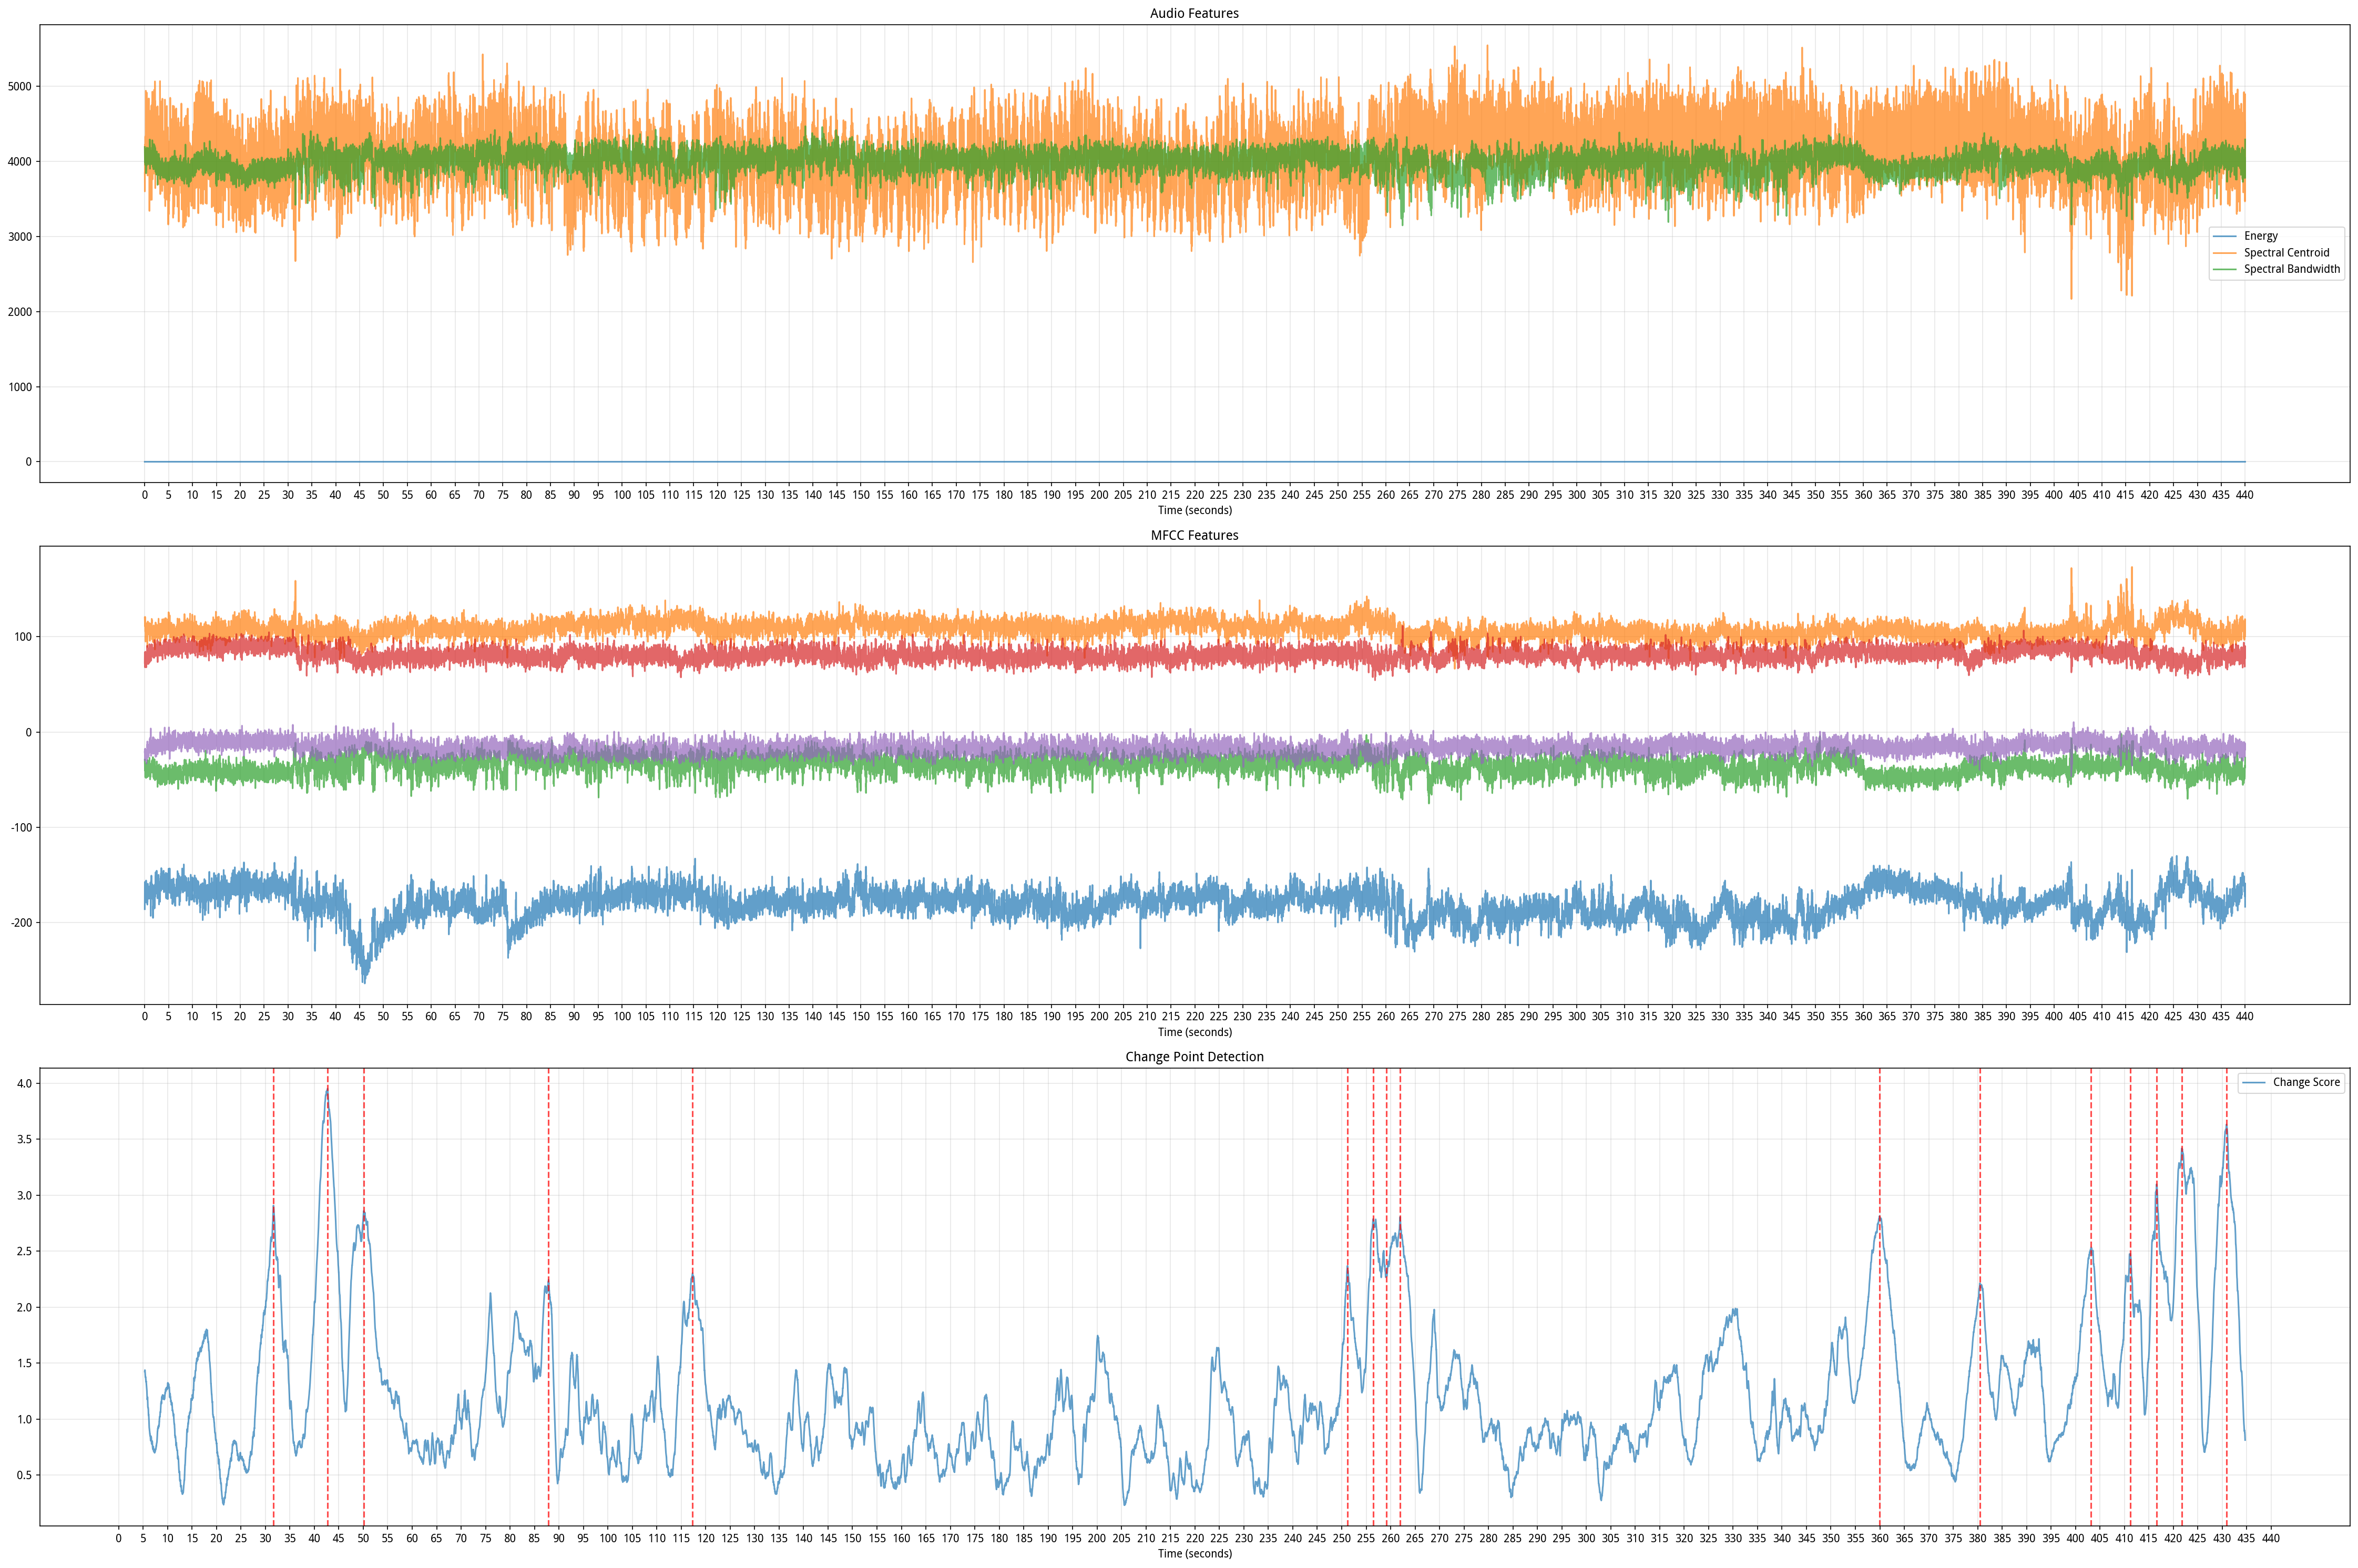 Audio Features
5000
4000
3000
2000
1000
0
Energy
Spectral Centroid
Spectral Bandwidth
0 5 10 15 20 25 30 35 40 45 50 55 60 65 70 75 80 85 90 95 100 105 110 115 120 125 130 135 140 145 150 155 160 165 170 175 180 185 190 195 200 205 210 215 220 225 230 235 240 245 250 255 260 265 270 275 280 285 290 295 300 305 310 315 320 325 330 335 340 345 350 355 360 365 370 375 380 385 390 395 400 405 410 415 420 425 430 435 440
Time (seconds)
MFCC Features
100
0
-100
-200
0 5 10 15 20 25 30 35 40 45 50 55 60 65 70 75 80 85 90 95 100 105 110 115 120 125 130 135 140 145 150 155 160 165 170 175 180 185 190 195 200 205 210 215 220 225 230 235 240 245 250 255 260 265 270 275 280 285 290 295 300 305 310 315 320 325 330 335 340 345 350 355 360 365 370 375 380 385 390 395 400 405 410 415 420 425 430 435 440
Time (seconds)
Change Point Detection
Change Score
4.0
3.5
3.0
2.5
2.0
1.5
1.0
0.5
0 5 10 15 20 25 30 35 40 45 50 55 60 65 70 75 80 85 90 95 100 105 110 115 120 125 130 135 140 145 150 155 160 165 170 175 180 185 190 195 200 205 210 215 220 225 230 235 240 245 250 255 260 265 270 275 280 285 290 295 300 305 310 315 320 325 330 335 340 345 350 355 360 365 370 375 380 385 390 395 400 405 410 415 420 425 430 435 440
Time (seconds)